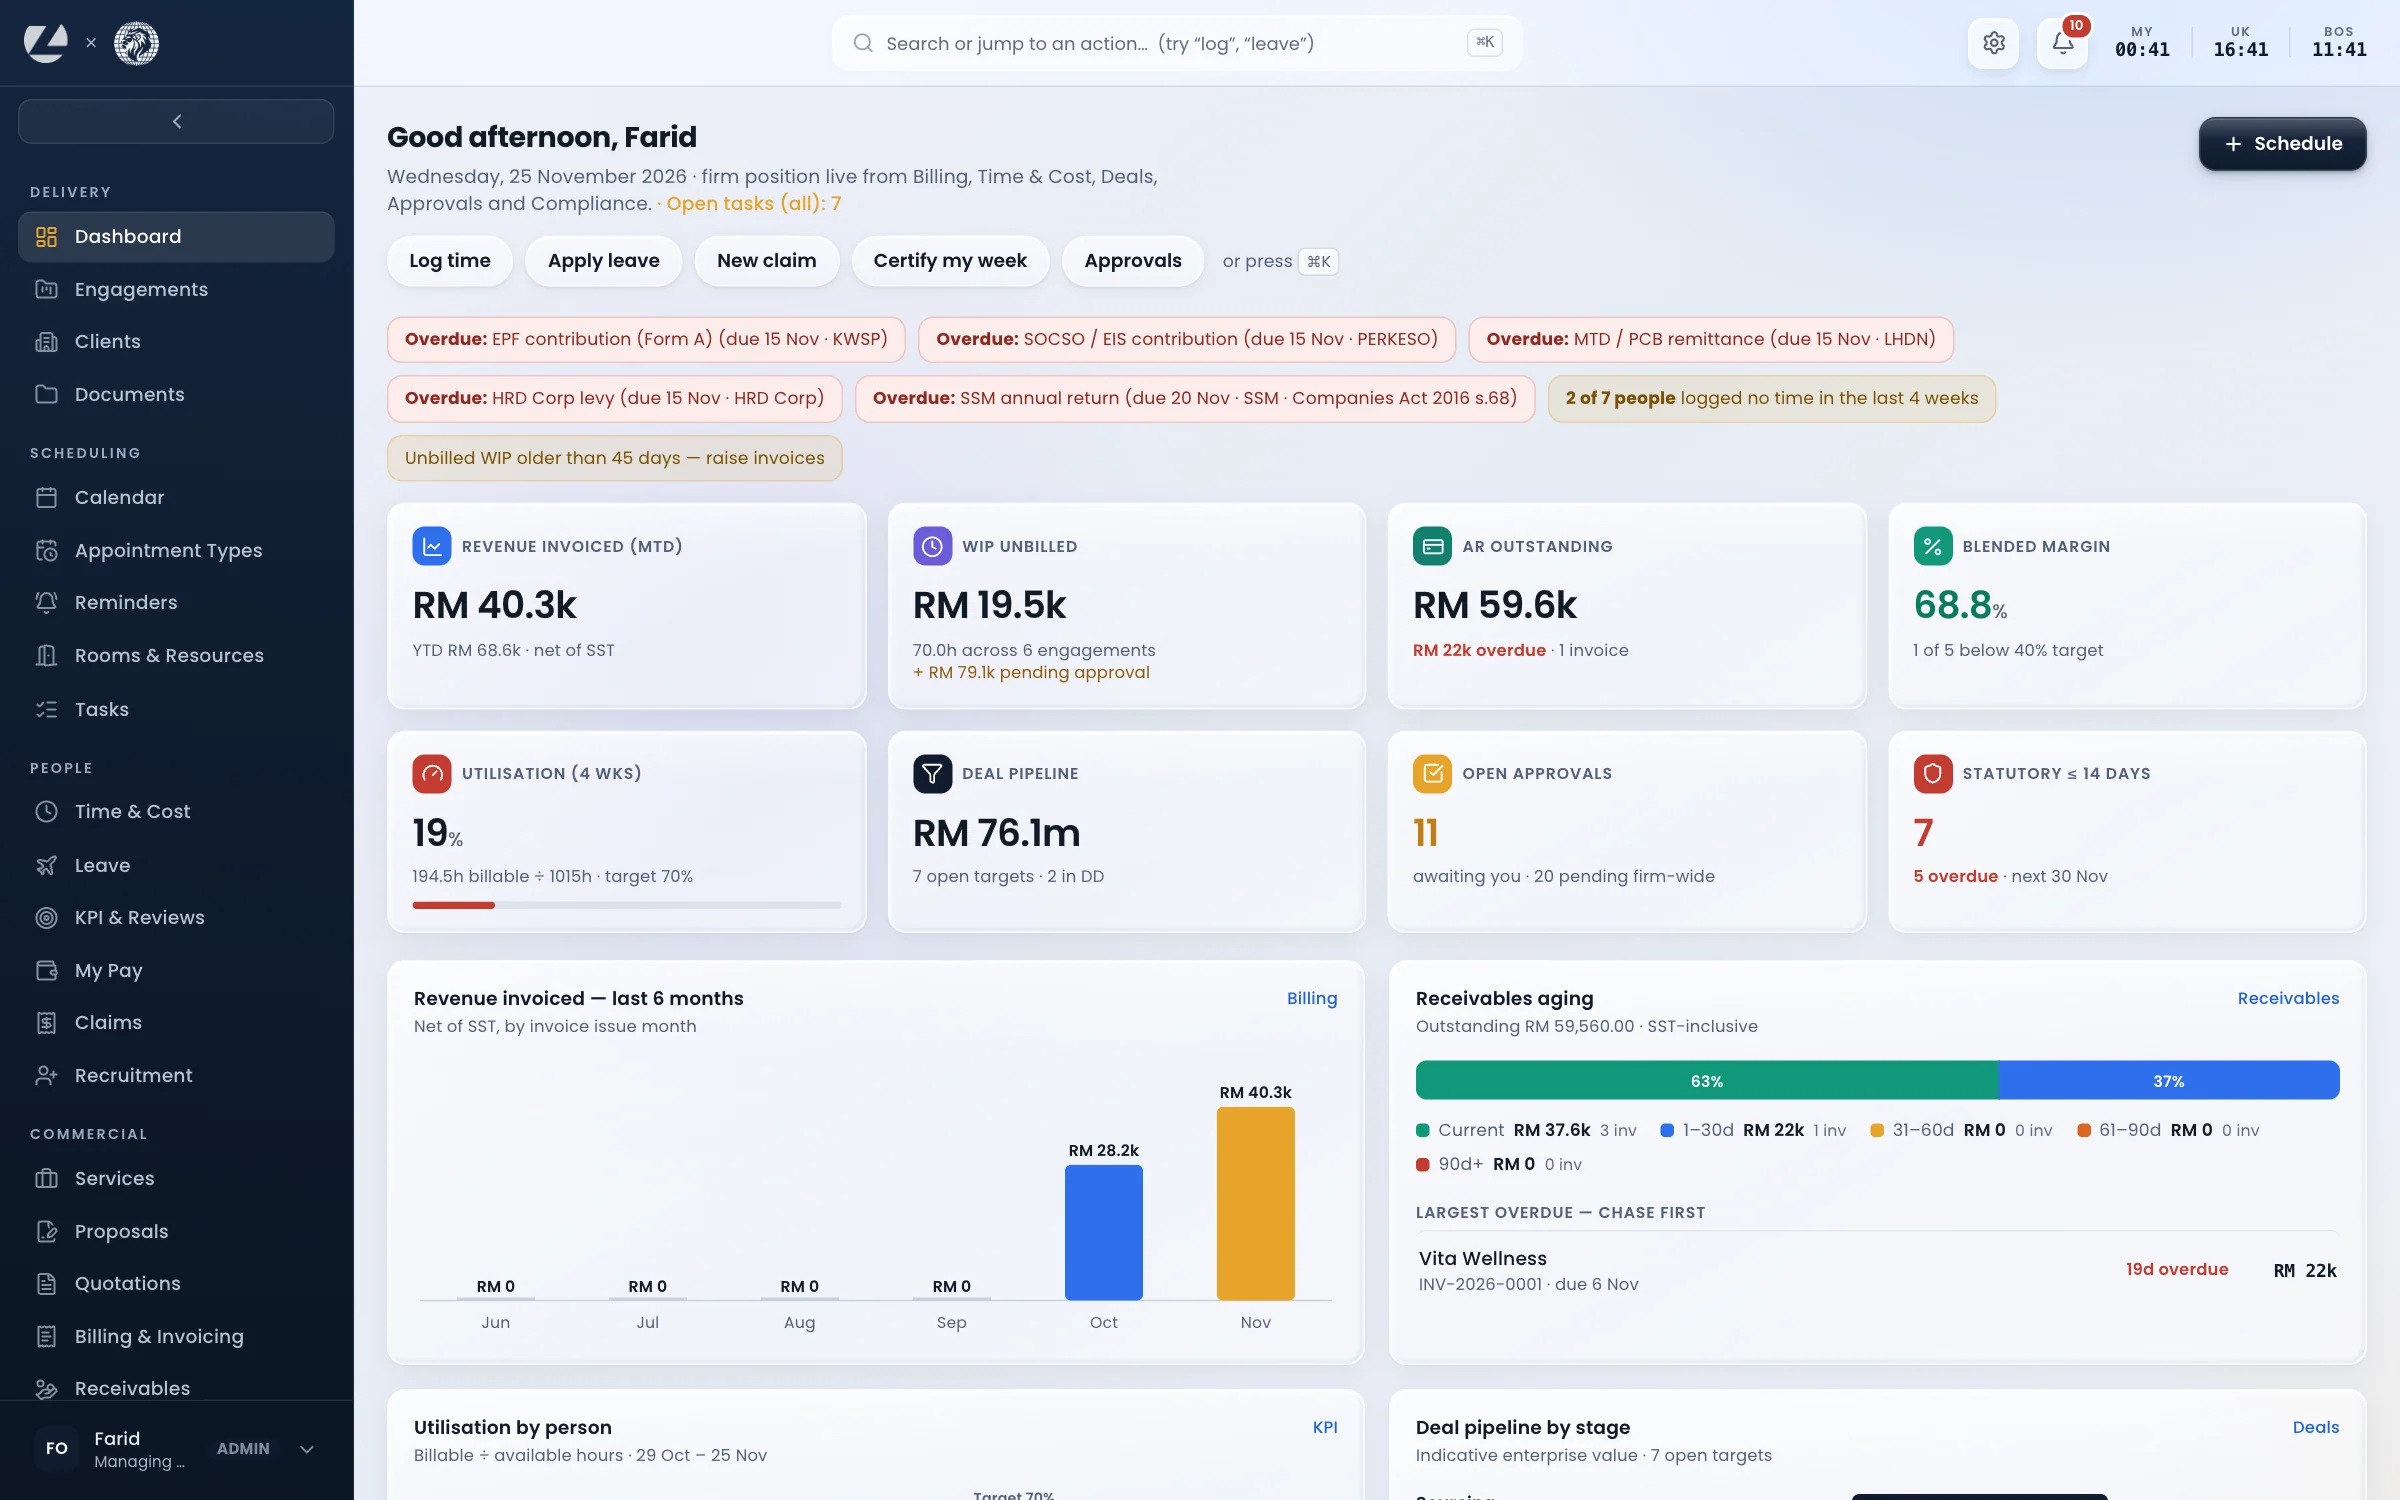 ×
Search or jump to an action… (try “log”, “leave”)
⌘K
10
MY
00:41
UK
16:41
BOS
11:41
DELIVERY
Dashboard
Engagements
Clients
Documents
SCHEDULING
Calendar
Appointment Types
Reminders
Rooms & Resources
Tasks
PEOPLE
Time & Cost
Leave
KPI & Reviews
My Pay
Claims
Recruitment
COMMERCIAL
Services
Proposals
Quotations
Billing & Invoicing
Receivables
FO
Farid
Managing …
ADMIN
Good afternoon, Farid
Wednesday, 25 November 2026 · firm position live from Billing, Time & Cost, Deals,
Approvals and Compliance. · Open tasks (all): 7
+ Schedule
Log time
Apply leave
New claim
Certify my week
Approvals
or press ⌘K
Overdue: EPF contribution (Form A) (due 15 Nov · KWSP)
Overdue: SOCSO / EIS contribution (due 15 Nov · PERKESO)
Overdue: MTD / PCB remittance (due 15 Nov · LHDN)
Overdue: HRD Corp levy (due 15 Nov · HRD Corp)
Overdue: SSM annual return (due 20 Nov · SSM · Companies Act 2016 s.68)
2 of 7 people logged no time in the last 4 weeks
Unbilled WIP older than 45 days — raise invoices
REVENUE INVOICED (MTD)
RM 40.3k
YTD RM 68.6k · net of SST
WIP UNBILLED
RM 19.5k
70.0h across 6 engagements
+ RM 79.1k pending approval
AR OUTSTANDING
RM 59.6k
RM 22k overdue · 1 invoice
BLENDED MARGIN
68.8%
1 of 5 below 40% target
UTILISATION (4 WKS)
19%
194.5h billable ÷ 1015h · target 70%
DEAL PIPELINE
RM 76.1m
7 open targets · 2 in DD
OPEN APPROVALS
11
awaiting you · 20 pending firm-wide
STATUTORY ≤ 14 DAYS
7
5 overdue · next 30 Nov
Revenue invoiced — last 6 months
Billing
Net of SST, by invoice issue month
RM 0
RM 0
RM 0
RM 0
RM 28.2k
RM 40.3k
Jun
Jul
Aug
Sep
Oct
Nov
Receivables aging
Receivables
Outstanding RM 59,560.00 · SST-inclusive
63%
37%
Current RM 37.6k 3 inv
1–30d RM 22k 1 inv
31–60d RM 0 0 inv
61–90d RM 0 0 inv
90d+ RM 0 0 inv
LARGEST OVERDUE — CHASE FIRST
Vita Wellness
INV-2026-0001 · due 6 Nov
19d overdue
RM 22k
Utilisation by person
KPI
Billable ÷ available hours · 29 Oct – 25 Nov
Target 70%
Deal pipeline by stage
Deals
Indicative enterprise value · 7 open targets